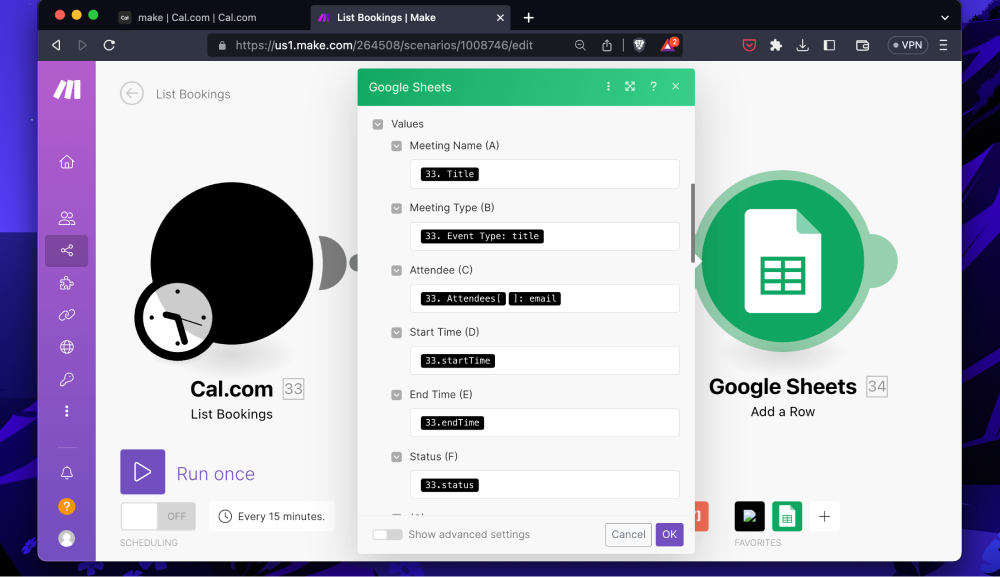 Cal
make | Cal.com | Cal.com
List Bookings | Make
https://us1.make.com/264508/scenarios/1008746/edit
2
VPN
List Bookings
Google Sheets
?
Values
Meeting Name (A)
33. Title
Meeting Type (B)
33. Event Type: title
Attendee (C)
33. Attendees[ ]: email
Start Time (D)
33.startTime
End Time (E)
33.endTime
Status (F)
33.status
Show advanced settings
Cancel
OK
Cal.com 33
List Bookings
Google Sheets 34
Add a Row
Run once
OFF
Every 15 minutes.
SCHEDULING
FAVORITES
?